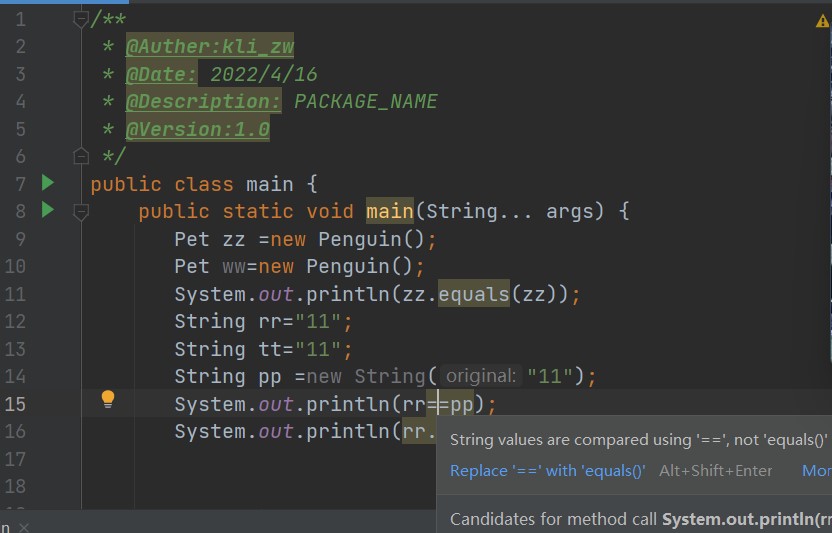 1 /**
2 * @Auther:kli_zw
3 * @Date: 2022/4/16
4 * @Description: PACKAGE_NAME
5 * @Version:1.0
6 */
7 public class main {
8 public static void main(String... args) {
9 Pet zz =new Penguin();
10 Pet ww=new Penguin();
11 System.out.println(zz.equals(zz));
12 String rr="11";
13 String tt="11";
14 String pp =new String( original: "11");
15 System.out.println(rr==pp);
16 System.out.println(rr.
String values are compared using '==', not 'equals()'
17
Replace '==' with 'equals()' Alt+Shift+Enter Mor
18
Candidates for method call System.out.println(rr
n ×